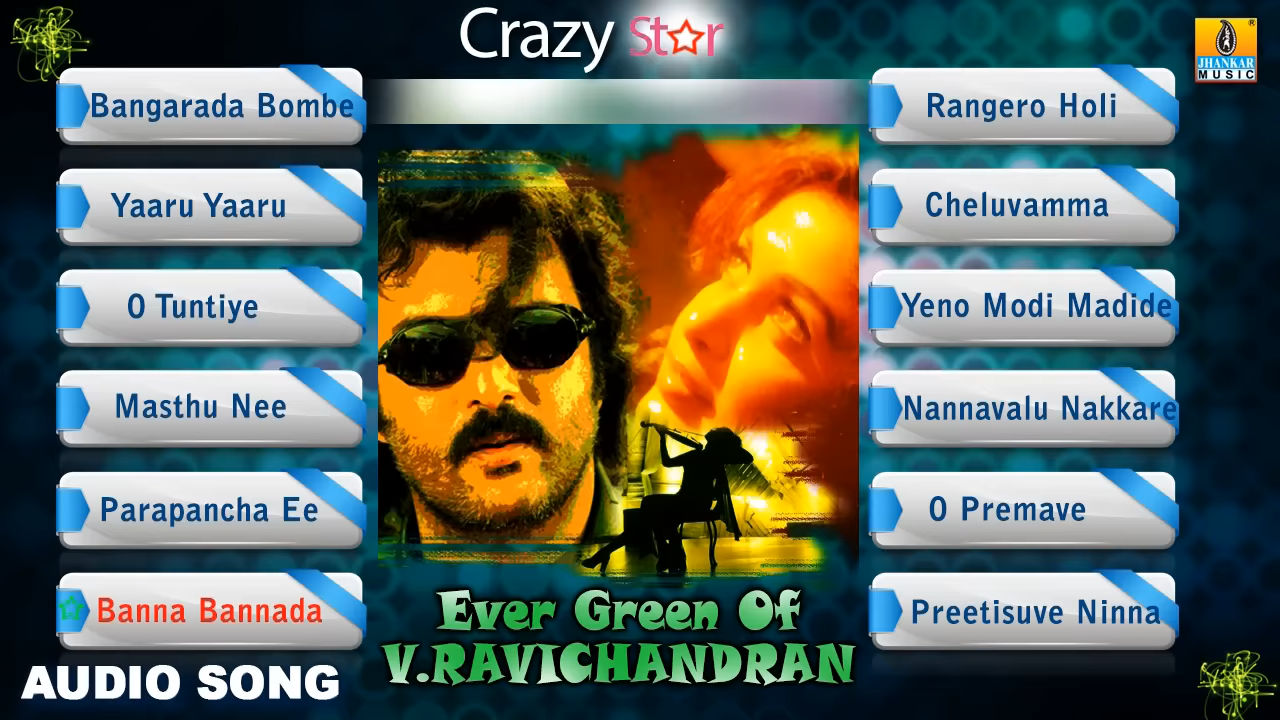 Crazy Star
JHANKAR
MUSIC
Bangarada Bombe
Yaaru Yaaru
O Tuntiye
Masthu Nee
Parapancha Ee
Banna Bannada
AUDIO SONG
Rangero Holi
Cheluvamma
Yeno Modi Madide
Nannavalu Nakkare
O Premave
Preetisuve Ninna
Ever Green Of
V.RAVICHANDRAN